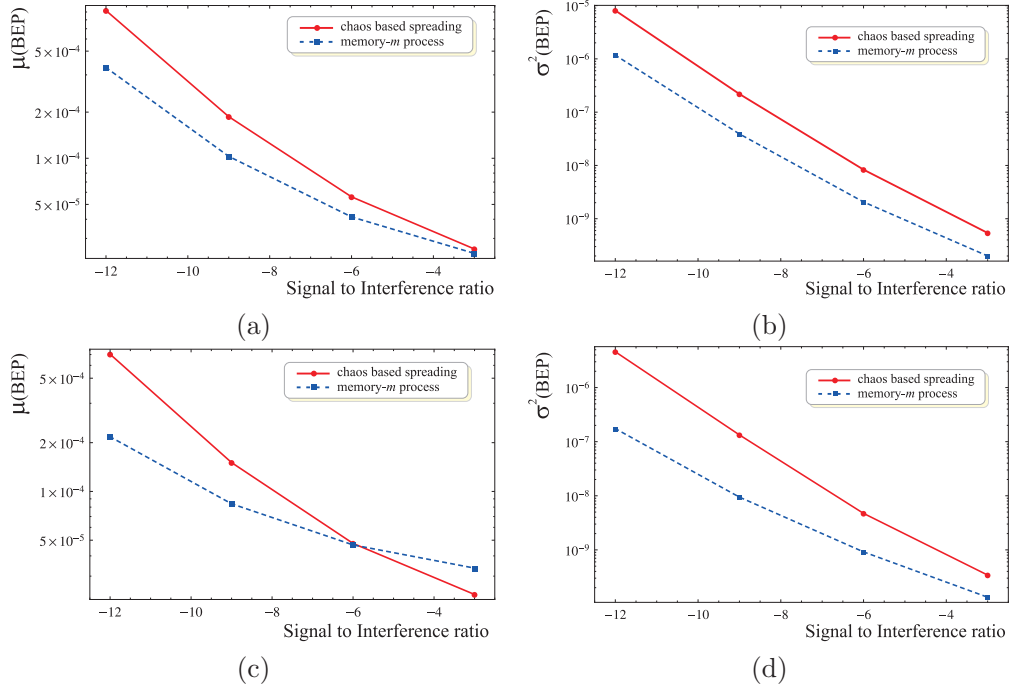 μ(BEP)
5×10⁻⁴
2×10⁻⁴
1×10⁻⁴
5×10⁻⁵
chaos based spreading
memory-m process
−12 −10 −8 −6 −4
Signal to Interference ratio
(a)
σ²(BEP)
10⁻⁵
10⁻⁶
10⁻⁷
10⁻⁸
10⁻⁹
chaos based spreading
memory-m process
−12 −10 −8 −6 −4
Signal to Interference ratio
(b)
μ(BEP)
5×10⁻⁴
2×10⁻⁴
1×10⁻⁴
5×10⁻⁵
chaos based spreading
memory-m process
−12 −10 −8 −6 −4
Signal to Interference ratio
(c)
σ²(BEP)
10⁻⁶
10⁻⁷
10⁻⁸
10⁻⁹
chaos based spreading
memory-m process
−12 −10 −8 −6 −4
Signal to Interference ratio
(d)